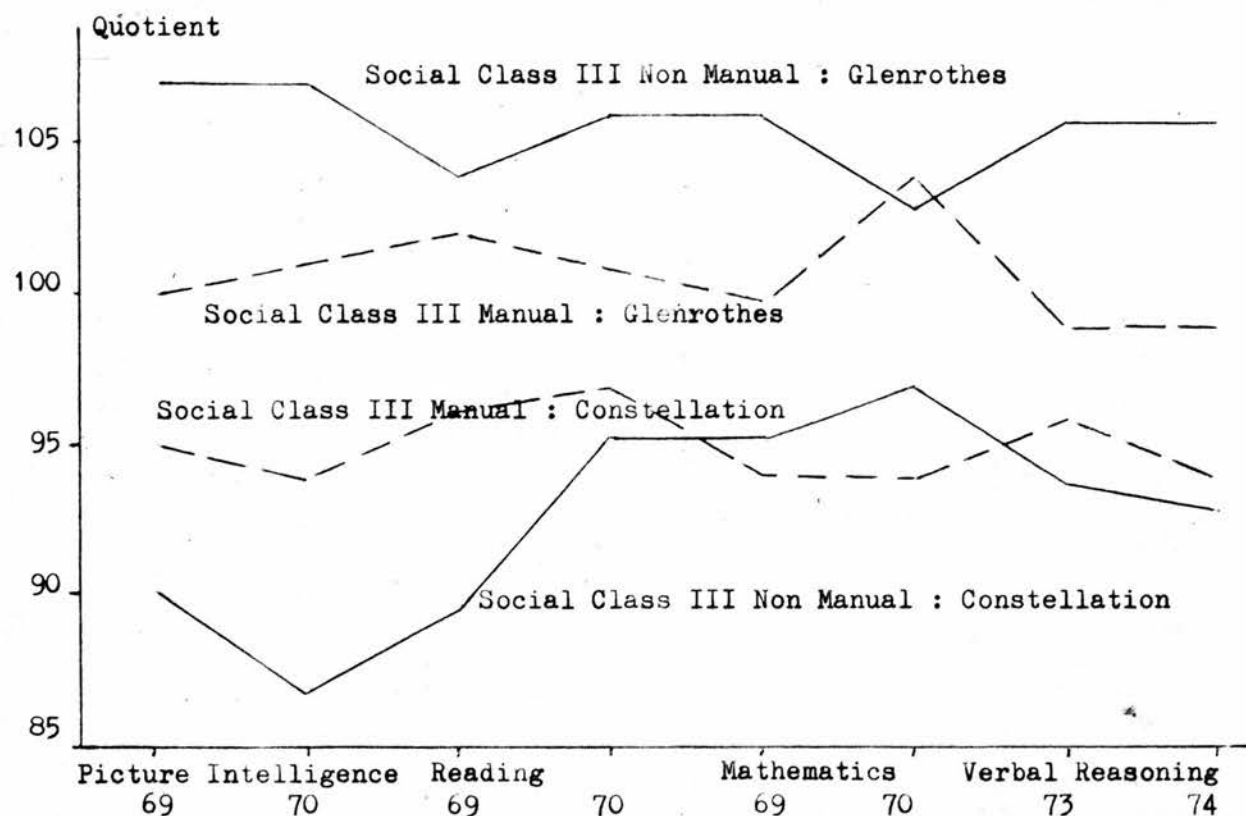 Quotient
Social Class III Non Manual : Glenrothes
105
100
Social Class III Manual : Glenrothes
Social Class III Manual : Constellation
95
90
Social Class III Non Manual : Constellation
85
Picture Intelligence Reading Mathematics Verbal Reasoning
69 70 69 70 69 70 73 74